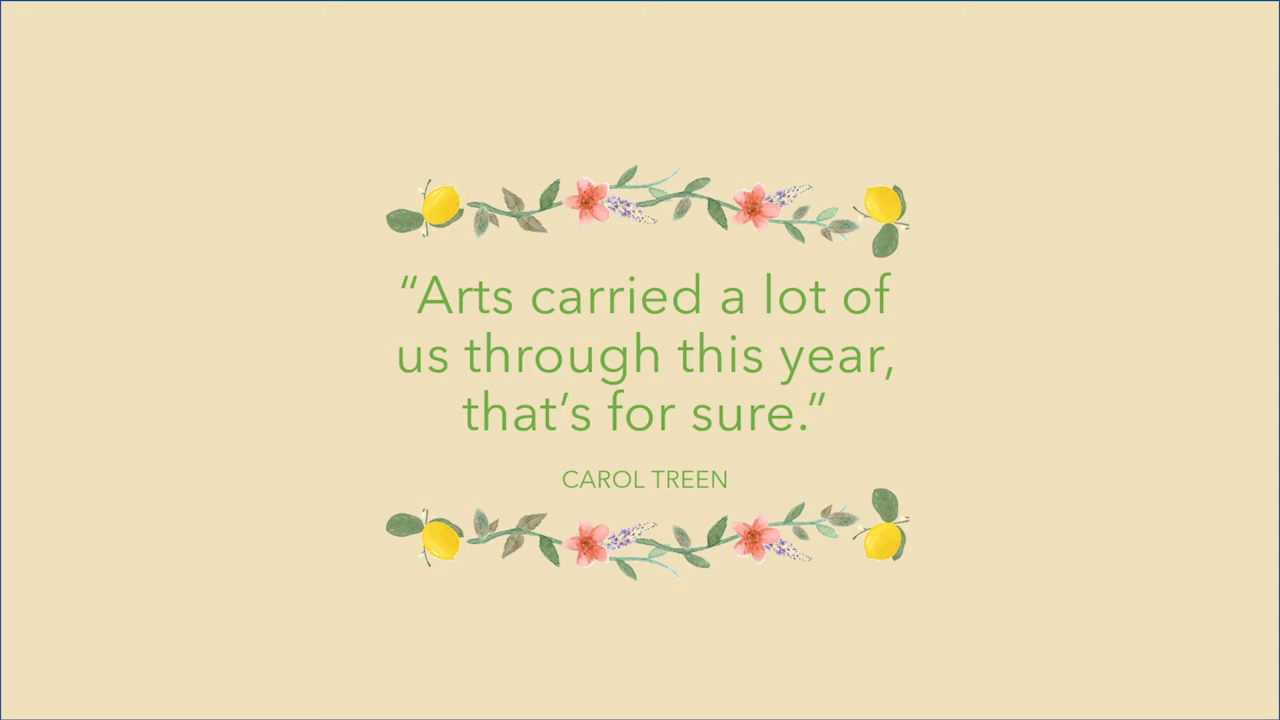 “Arts carried a lot of
us through this year,
that’s for sure.”
CAROL TREEN